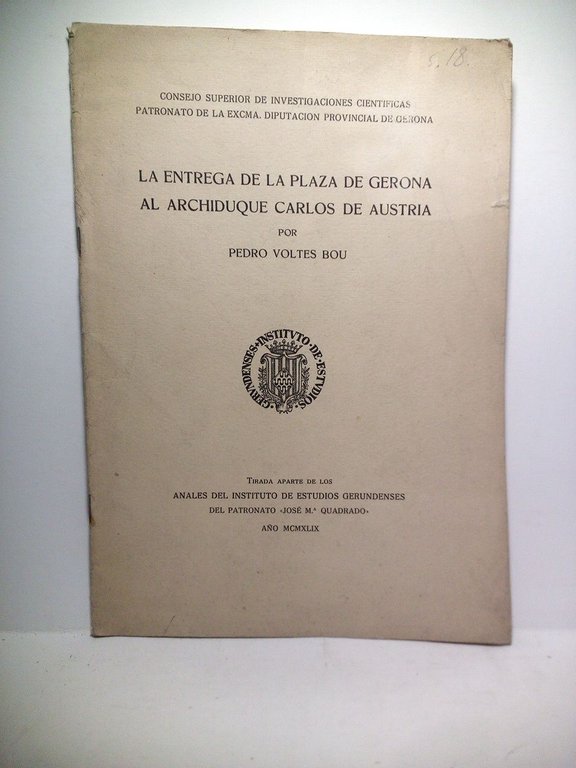 5.18.
CONSEJO SUPERIOR DE INVESTIGACIONES CIENTIFICAS
PATRONATO DE LA EXCMA. DIPUTACION PROVINCIAL DE GERONA
LA ENTREGA DE LA PLAZA DE GERONA
AL ARCHIDUQUE CARLOS DE AUSTRIA
POR
PEDRO VOLTES BOU
INSTITVTO·DE·ESTVDIOS·GERVNDENSES
TIRADA APARTE DE LOS
ANALES DEL INSTITUTO DE ESTUDIOS GERUNDENSES
DEL PATRONATO «JOSÉ M.ª QUADRADO»
AÑO MCMXLIX